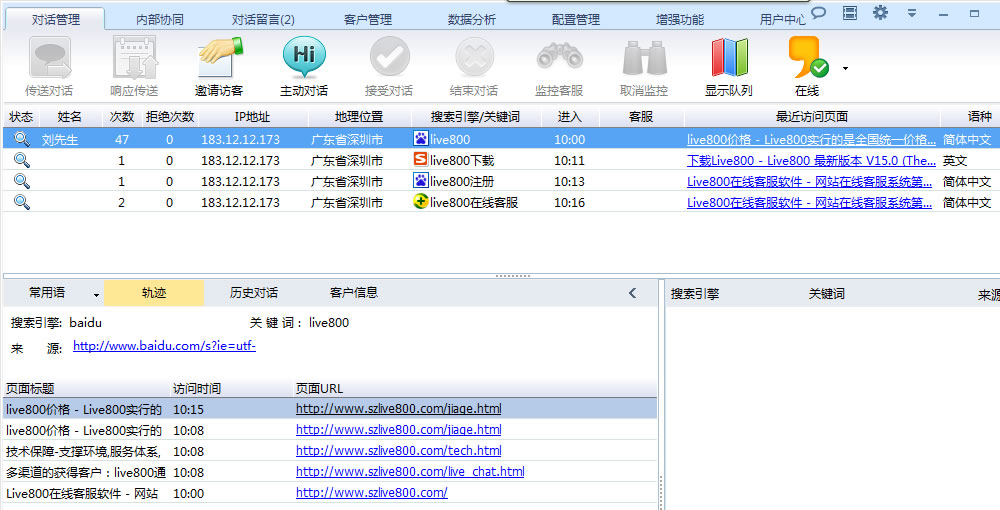 对话管理 内部协同 对话留言(2) 客户管理 数据分析 配置管理 增强功能 用户中心
传送对话 响应传送 邀请访客 Hi 主动对话 接受对话 结束对话 监控客服 取消监控 显示队列 在线
状态 姓名 次数 拒绝次数 IP地址 地理位置 搜索引擎/关键词 进入 客服 最近访问页面 语种
刘先生 47 0 183.12.12.173 广东省深圳市 live800 10:00 live800价格 - Live800实行的是全国统一价格... 简体中文
1 0 183.12.12.173 广东省深圳市 live800下载 10:11 下载Live800 - Live800 最新版本 V15.0 (The... 英文
1 0 183.12.12.173 广东省深圳市 live800注册 10:13 Live800在线客服软件 - 网站在线客服系统第... 简体中文
2 0 183.12.12.173 广东省深圳市 live800在线客服 10:16 Live800在线客服软件 - 网站在线客服系统第... 简体中文
常用语 轨迹 历史对话 客户信息 搜索引擎 关键词 来源
搜索引擎: baidu 关 键 词： live800
来 源: http://www.baidu.com/s?ie=utf-
页面标题 访问时间 页面URL
live800价格 - Live800实行的 10:15 http://www.szlive800.com/jiage.html
live800价格 - Live800实行的 10:08 http://www.szlive800.com/jiage.html
技术保障-支撑环境,服务体系, 10:08 http://www.szlive800.com/tech.html
多渠道的获得客户：live800通 10:08 http://www.szlive800.com/live_chat.html
Live800在线客服软件 - 网站 10:00 http://www.szlive800.com/